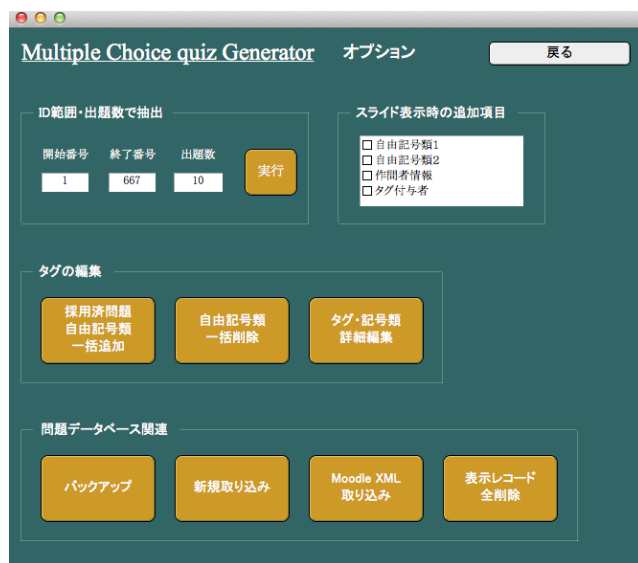 Multiple Choice quiz Generator オプション 戻る
ID範囲・出題数で抽出
開始番号 終了番号 出題数
1 667 10
実行
スライド表示時の追加項目
自由記号類1
自由記号類2
作問者情報
タグ付与者
タグの編集
採用済問題
自由記号類
一括追加
自由記号類
一括削除
タグ・記号類
詳細編集
問題データベース関連
バックアップ
新規取り込み
Moodle XML
取り込み
表示レコード
全削除